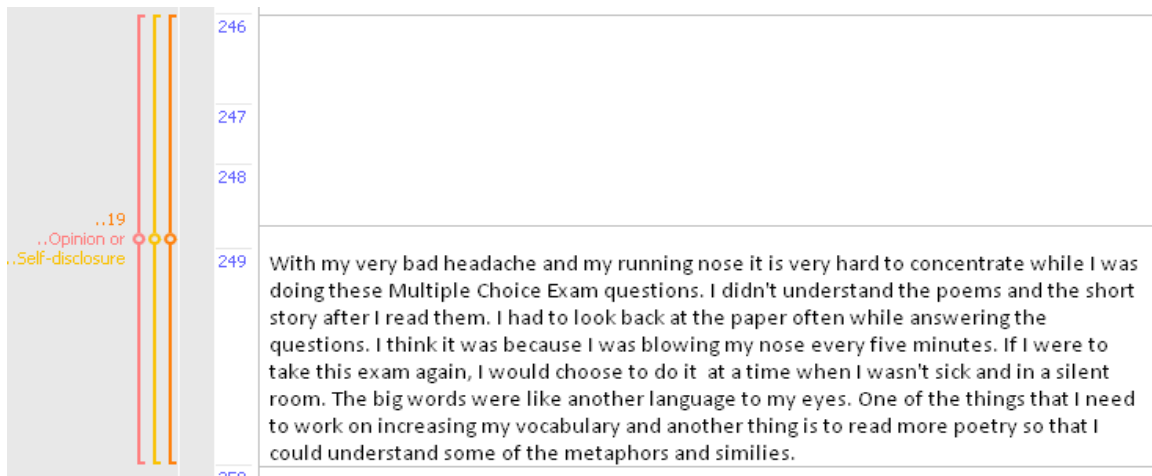 246
247
248
..19
..Opinion or
..Self-disclosure
249
With my very bad headache and my running nose it is very hard to concentrate while I was
doing these Multiple Choice Exam questions. I didn't understand the poems and the short
story after I read them. I had to look back at the paper often while answering the
questions. I think it was because I was blowing my nose every five minutes. If I were to
take this exam again, I would choose to do it  at a time when I wasn't sick and in a silent
room. The big words were like another language to my eyes. One of the things that I need
to work on increasing my vocabulary and another thing is to read more poetry so that I
could understand some of the metaphors and similies.